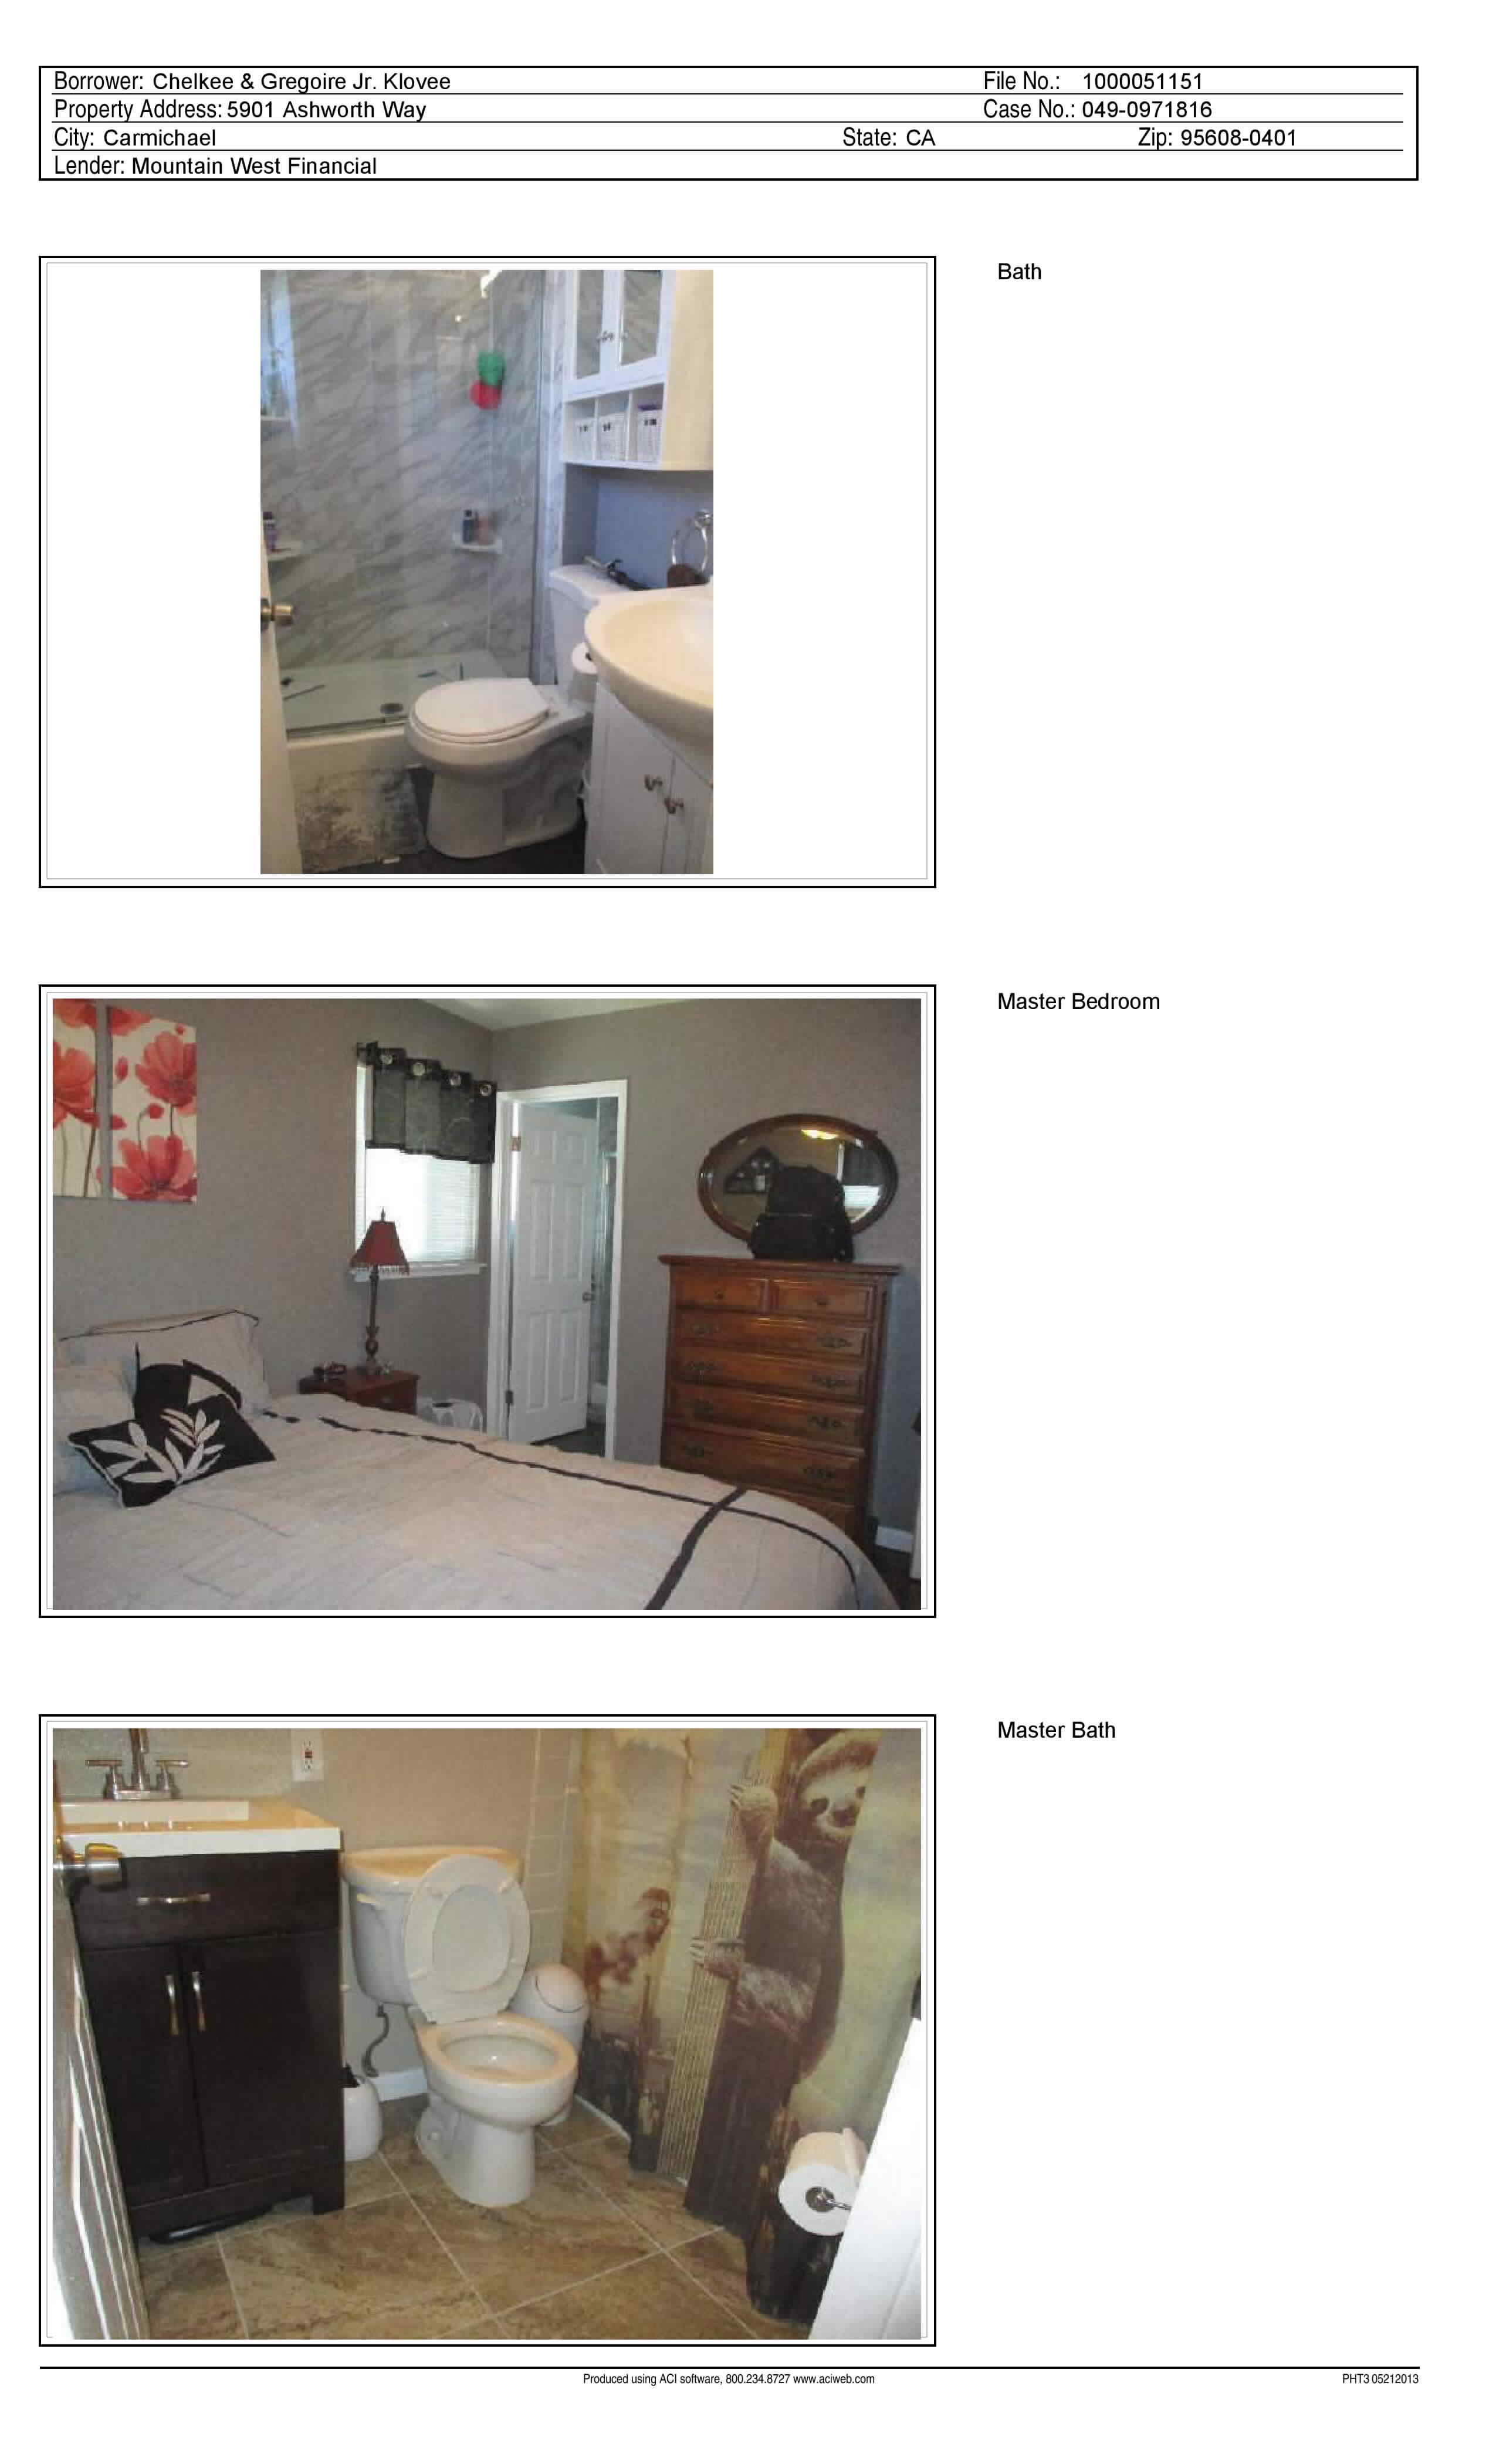 Borrower: Chelkee & Gregoire Jr. Klovee File No.: 1000051151
Property Address: 5901 Ashworth Way Case No.: 049-0971816
City: Carmichael State: CA Zip: 95608-0401
Lender: Mountain West Financial
Bath
Master Bedroom
Master Bath
Produced using ACI software, 800.234.8727 www.aciweb.com PHT3 05212013